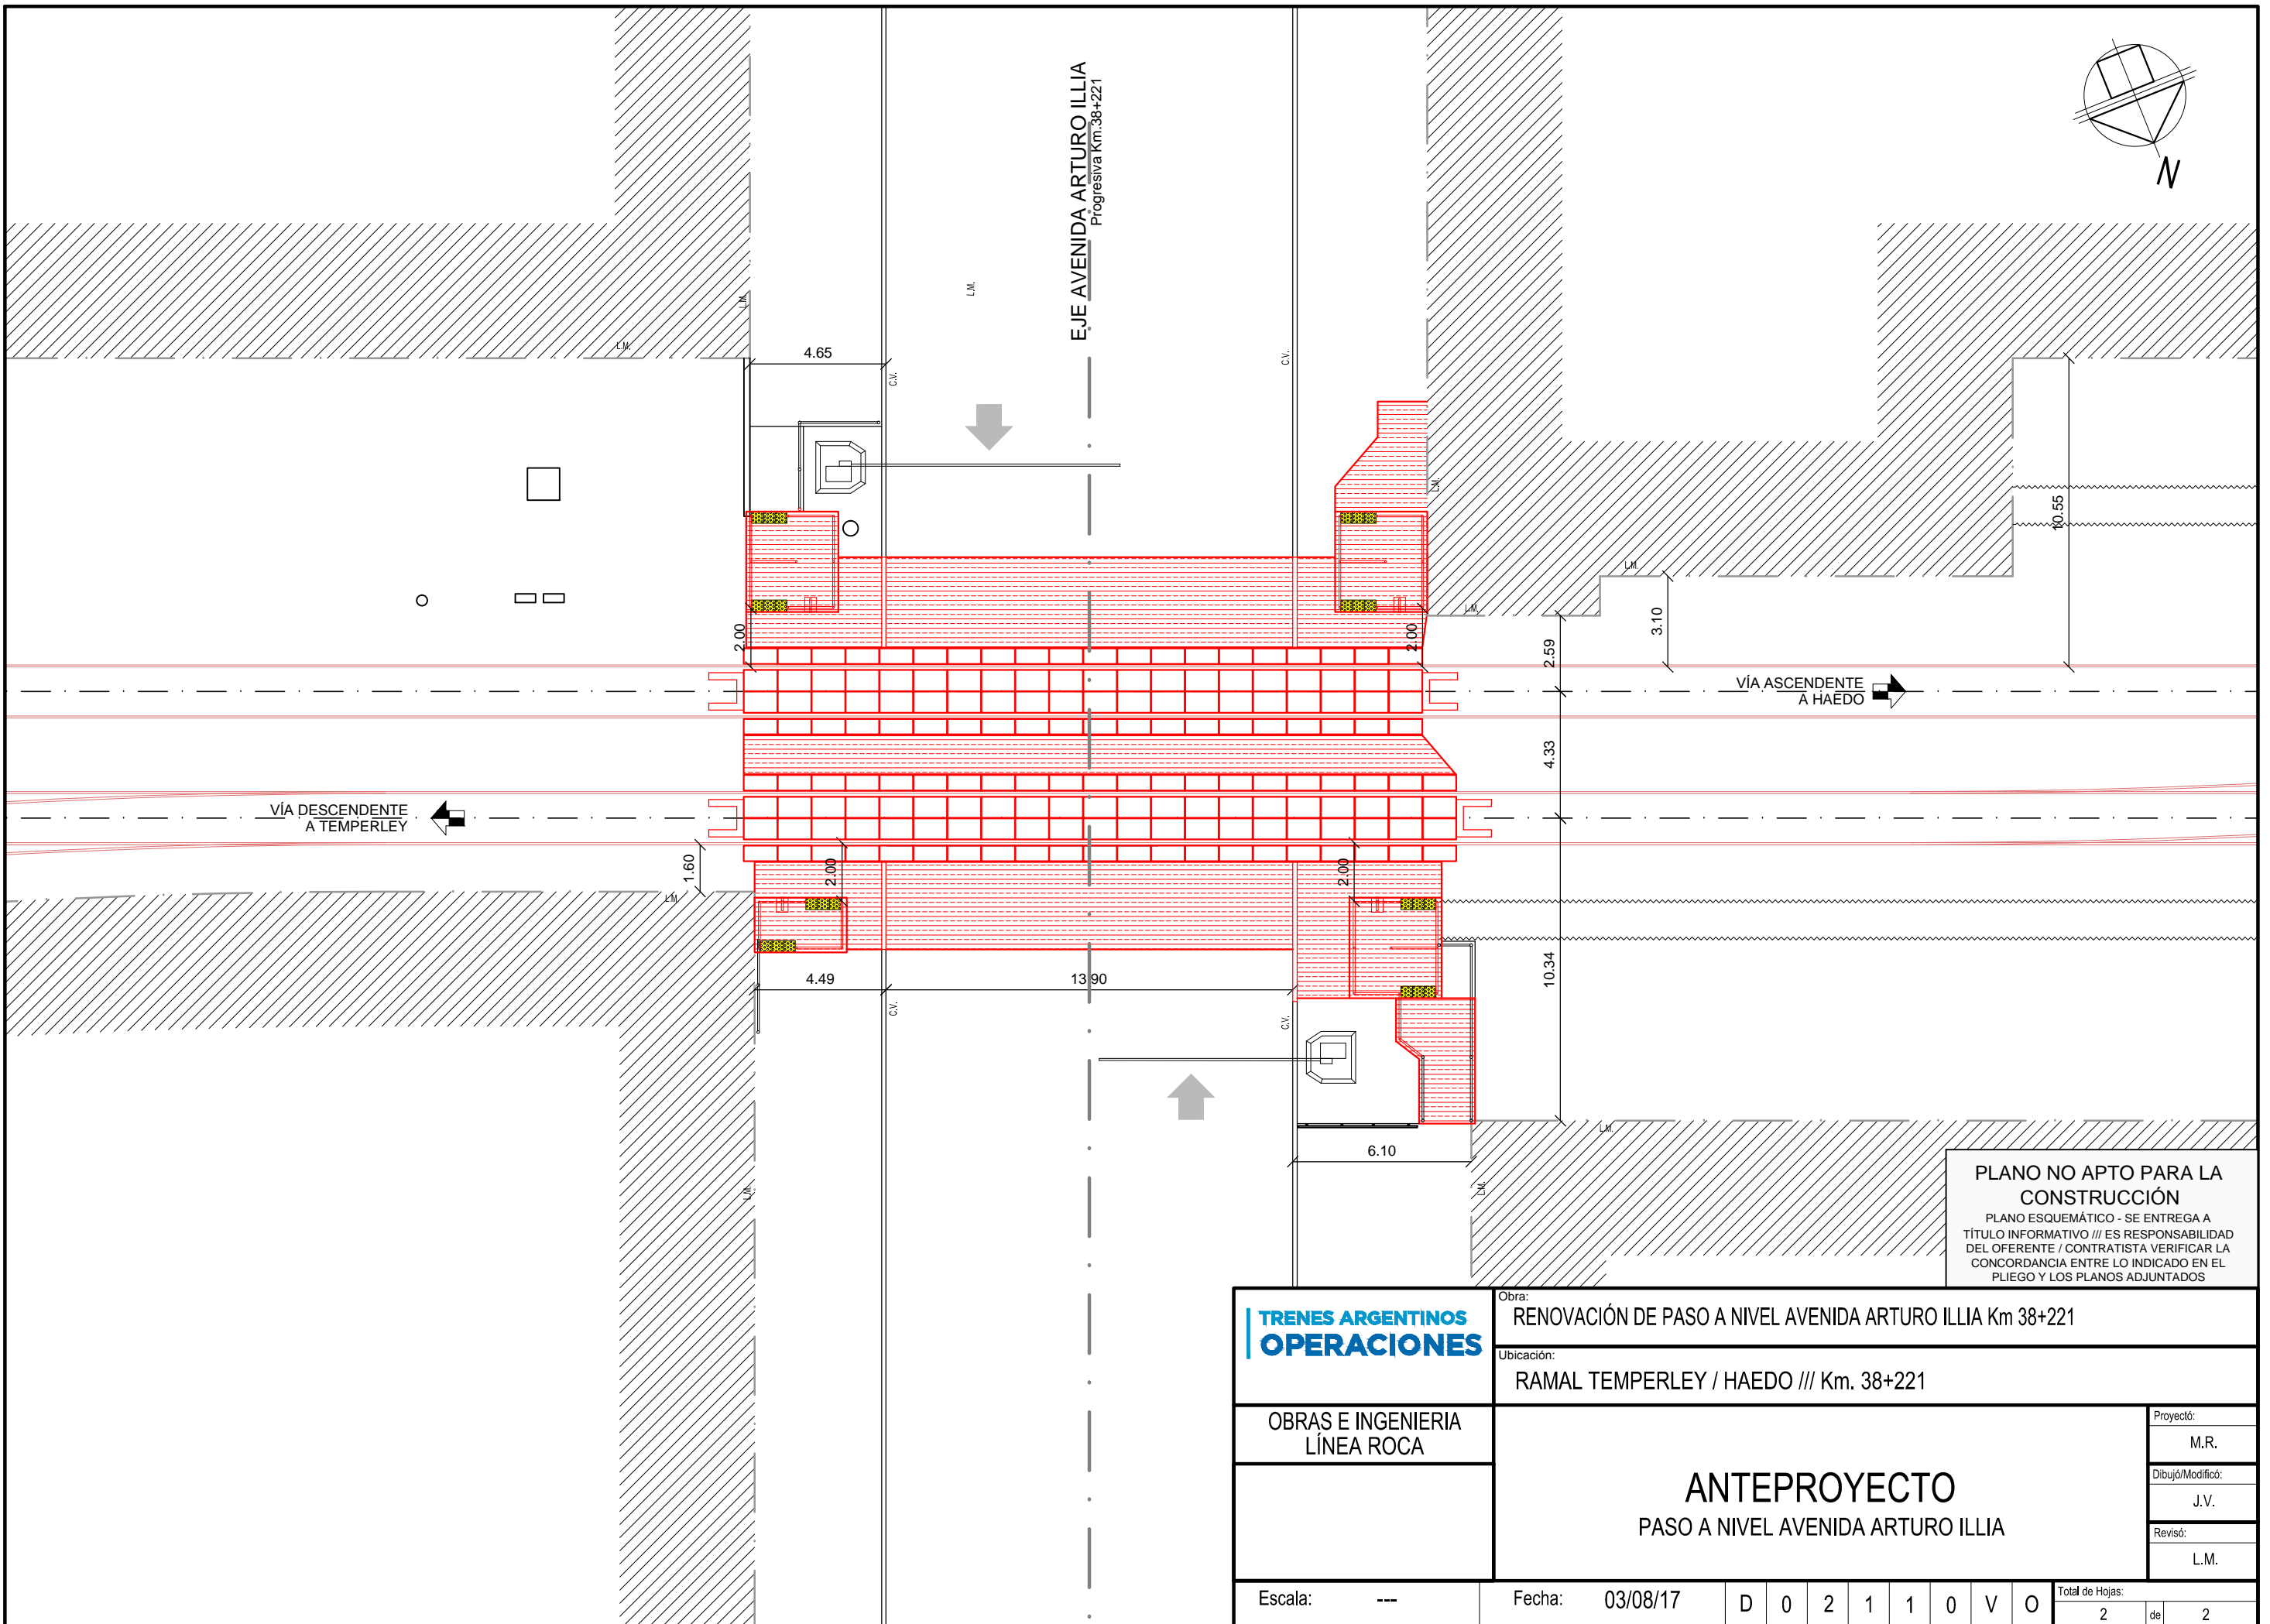 EJE AVENIDA ARTURO ILLIA
Progresiva Km.38+221
N
L.M.
L.M.
L.M.
4.65
C.V.
C.V.
L.M.
10.55
L.M.
L.M.
3.10
2.00
2.00
2.59
VÍA ASCENDENTE
A HAEDO
4.33
VÍA DESCENDENTE
A TEMPERLEY
1.60
2.00
2.00
L.M.
4.49
13.90
10.34
C.V.
C.V.
L.M.
6.10
L.M.
L.M.
PLANO NO APTO PARA LA
CONSTRUCCIÓN
PLANO ESQUEMÁTICO - SE ENTREGA A
TÍTULO INFORMATIVO /// ES RESPONSABILIDAD
DEL OFERENTE / CONTRATISTA VERIFICAR LA
CONCORDANCIA ENTRE LO INDICADO EN EL
PLIEGO Y LOS PLANOS ADJUNTADOS
TRENES ARGENTINOS
OPERACIONES
Obra:
RENOVACIÓN DE PASO A NIVEL AVENIDA ARTURO ILLIA Km 38+221
Ubicación:
RAMAL TEMPERLEY / HAEDO /// Km. 38+221
OBRAS E INGENIERIA
LÍNEA ROCA
ANTEPROYECTO
PASO A NIVEL AVENIDA ARTURO ILLIA
Proyectó:
M.R.
Dibujó/Modificó:
J.V.
Revisó:
L.M.
Escala: ---
Fecha: 03/08/17
D 0 2 1 1 0 V O
Total de Hojas:
2 de 2